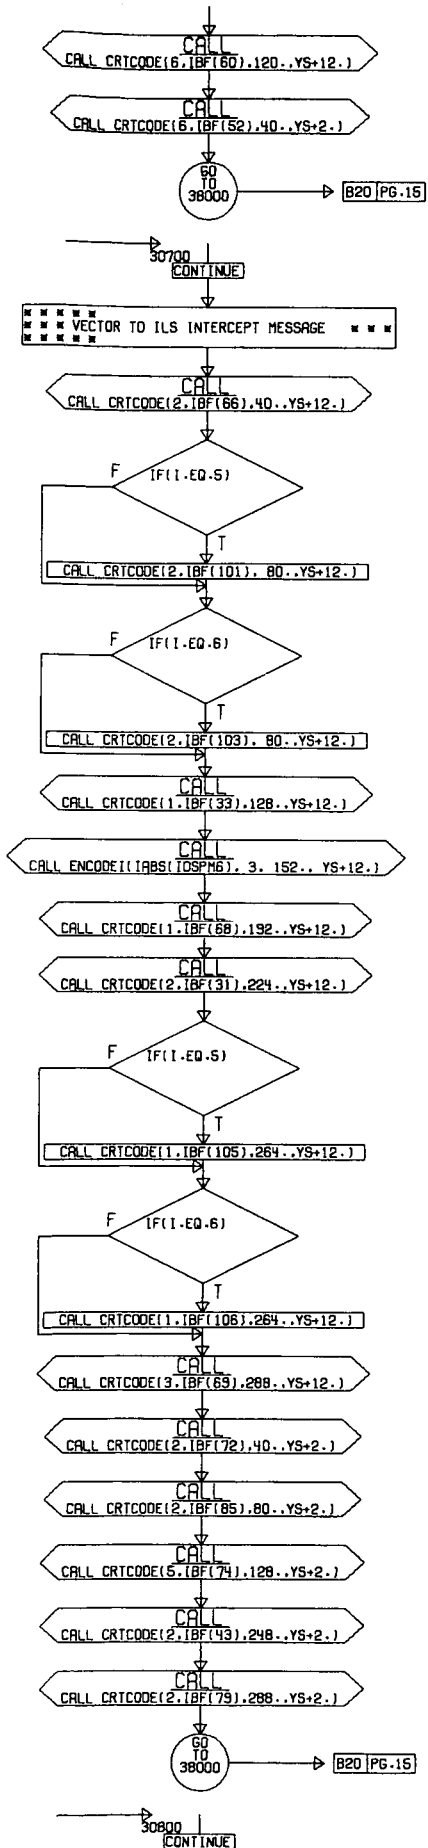 CALL
CALL CRTCODE(6,IBF(60),120.,YS+12.)
CALL
CALL CRTCODE(6,IBF(52),40.,YS+2.)
GO
TO
38000
B20 PG.15
30700
CONTINUE
* * * * *
* * * VECTOR TO ILS INTERCEPT MESSAGE * * *
* * * * *
CALL
CALL CRTCODE(2,IBF(66),40.,YS+12.)
F IF(I.EQ.5)
T
CALL CRTCODE(2,IBF(101), 80.,YS+12.)
F IF(I.EQ.6)
T
CALL CRTCODE(2,IBF(103), 80.,YS+12.)
CALL
CALL CRTCODE(1,IBF(33),128.,YS+12.)
CALL
CALL ENCODEI(IABS(IDSPM6), 3, 152., YS+12.)
CALL
CALL CRTCODE(1,IBF(68),192.,YS+12.)
CALL
CALL CRTCODE(2,IBF(31),224.,YS+12.)
F IF(I.EQ.5)
T
CALL CRTCODE(1,IBF(105),264.,YS+12.)
F IF(I.EQ.6)
T
CALL CRTCODE(1,IBF(106),264.,YS+12.)
CALL
CALL CRTCODE(3,IBF(69),288.,YS+12.)
CALL
CALL CRTCODE(2,IBF(72),40.,YS+2.)
CALL
CALL CRTCODE(2,IBF(85),80.,YS+2.)
CALL
CALL CRTCODE(5,IBF(74),128.,YS+2.)
CALL
CALL CRTCODE(2,IBF(43),248.,YS+2.)
CALL
CALL CRTCODE(2,IBF(79),288.,YS+2.)
GO
TO
38000
B20 PG.15
30800
CONTINUE